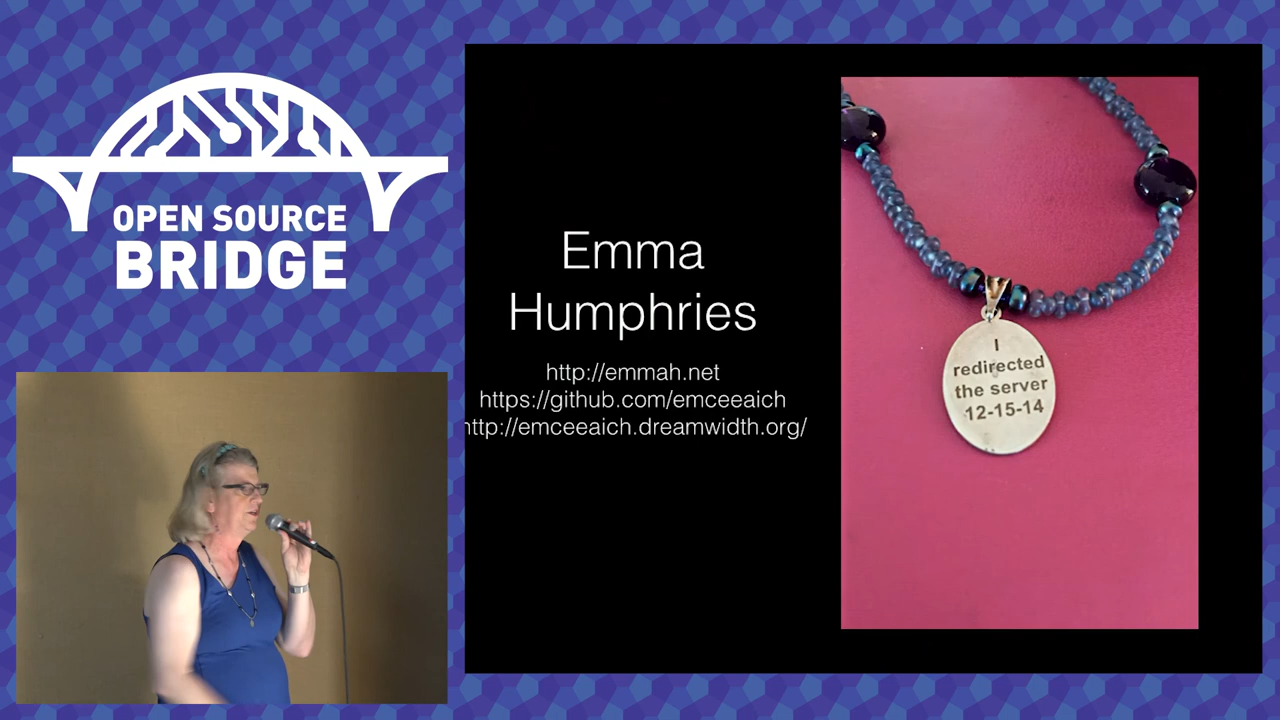 OPEN SOURCE
BRIDGE
Emma
Humphries
http://emmah.net
https://github.com/emceeaich
http://emceeaich.dreamwidth.org/
I
redirected
the server
12-15-14